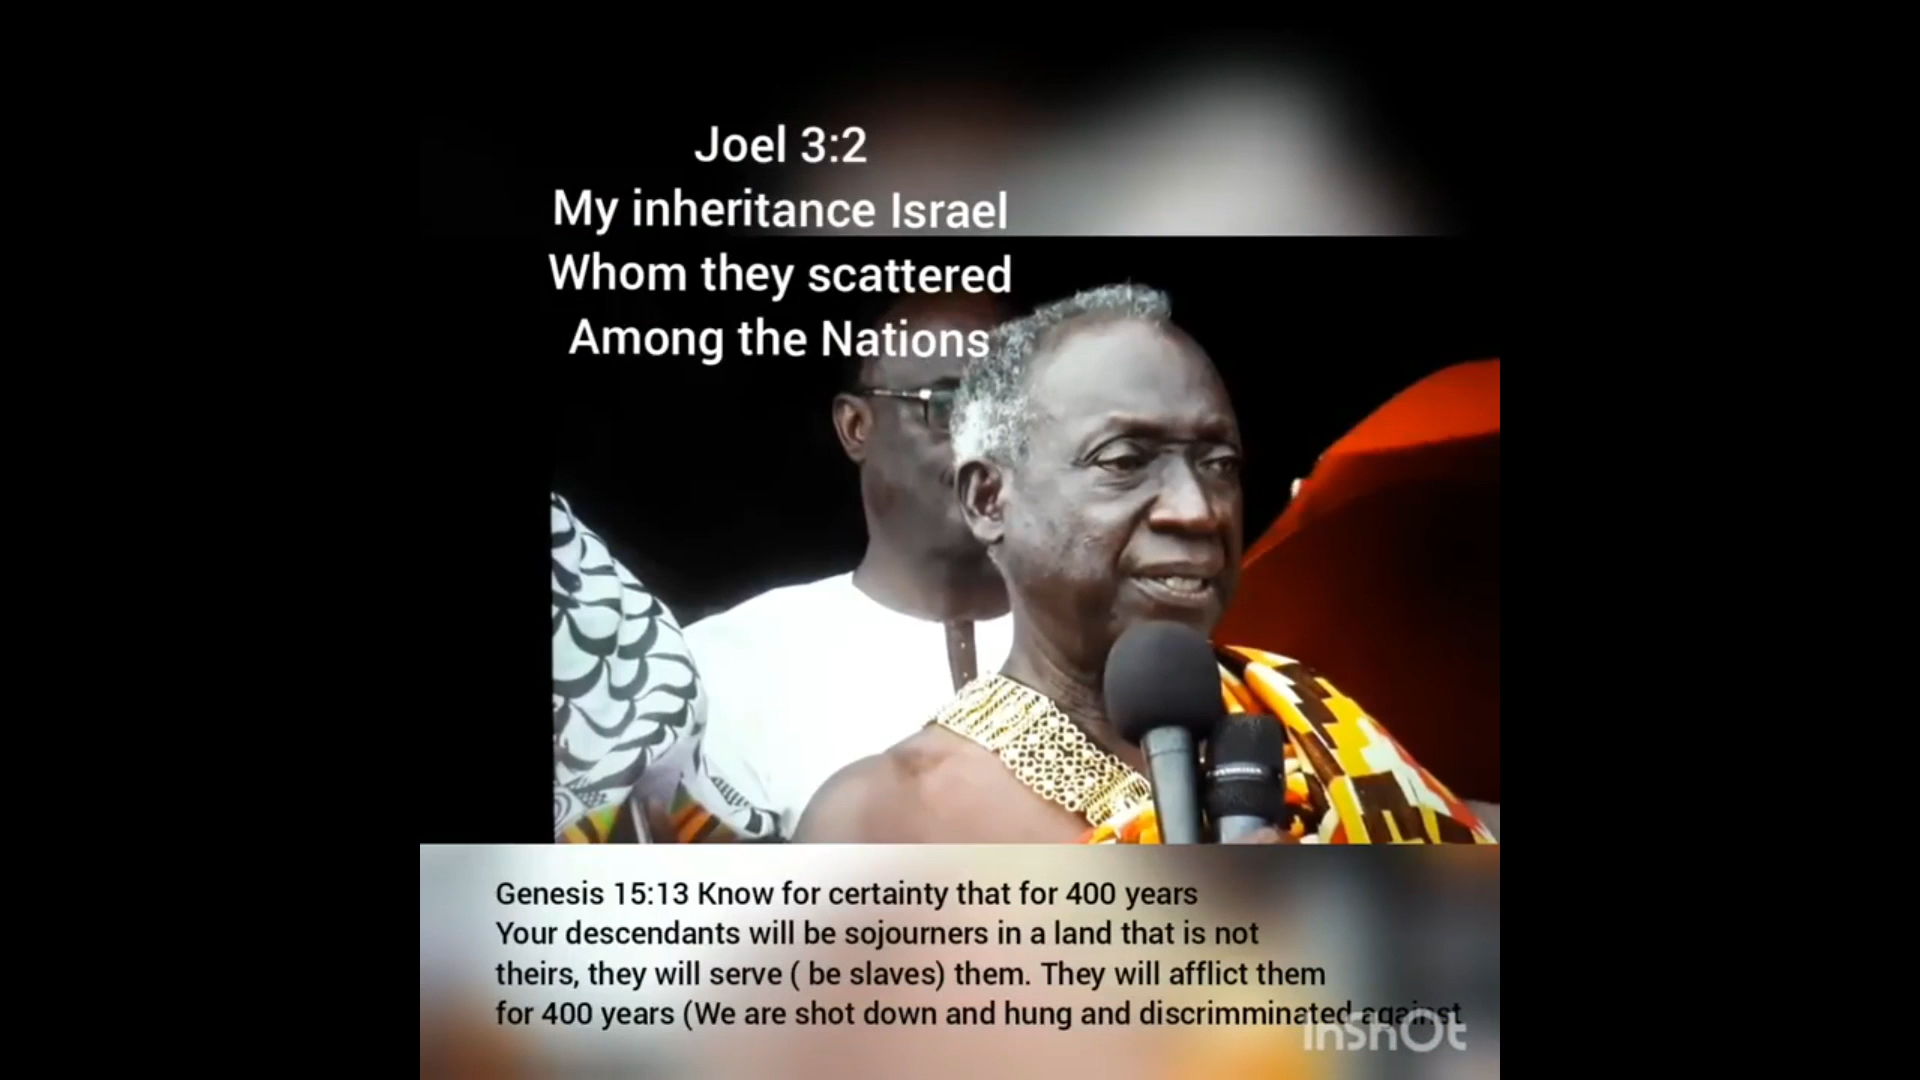 Joel 3:2
My inheritance Israel
Whom they scattered
Among the Nations
Genesis 15:13 Know for certainty that for 400 years
Your descendants will be sojourners in a land that is not
theirs, they will serve ( be slaves) them. They will afflict them
for 400 years (We are shot down and hung and discrimminated against
InShOt